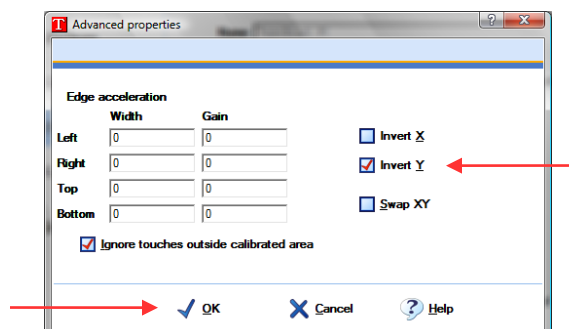 T Advanced properties ?
Edge acceleration
Width Gain
Left 0 0 Invert X
Right 0 0 Invert Y
Top 0 0
Bottom 0 0 Swap XY
Ignore touches outside calibrated area
OK Cancel ? Help